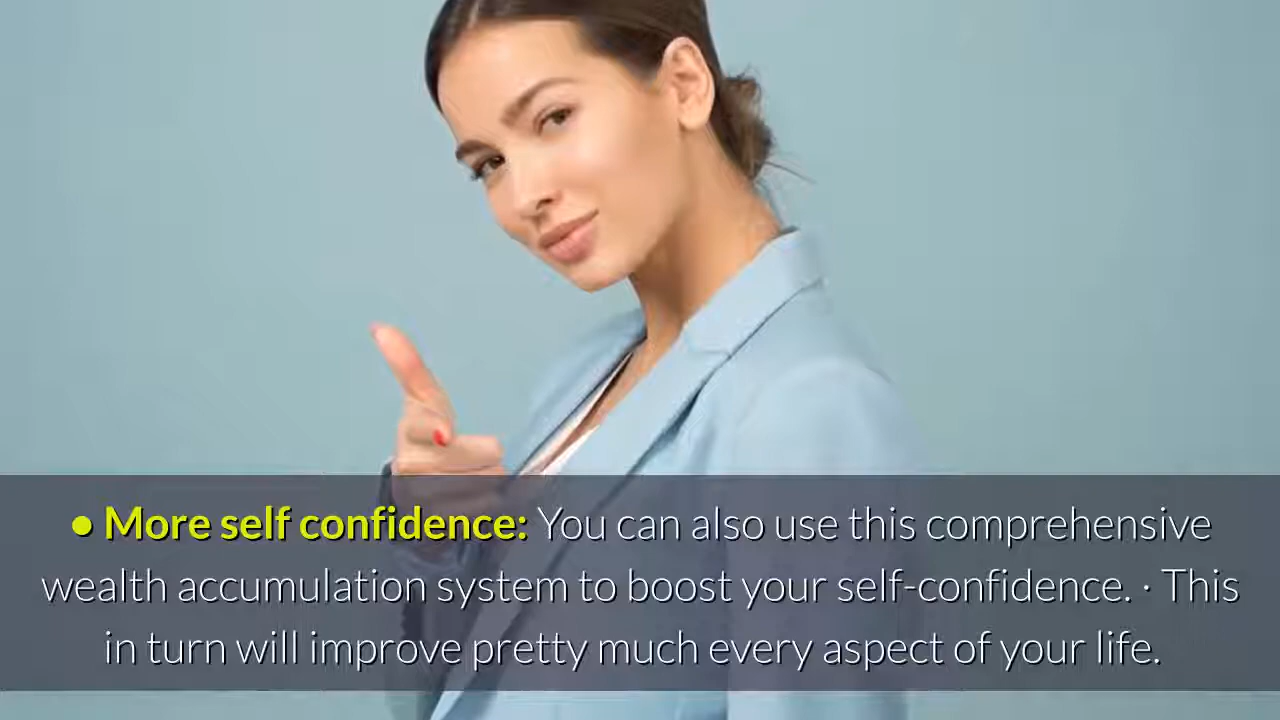 ● More self confidence: You can also use this comprehensive
wealth accumulation system to boost your self-confidence. · This
in turn will improve pretty much every aspect of your life.